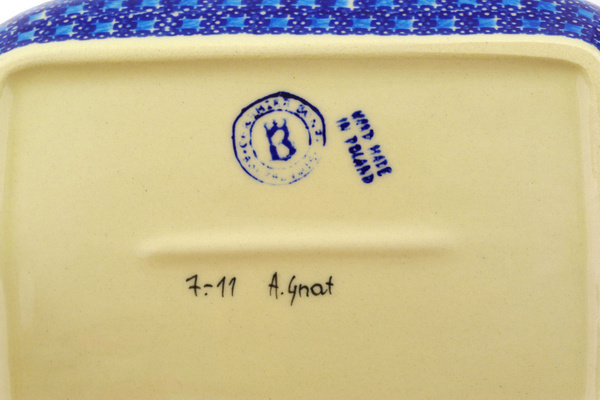 B
HAND MADE
IN POLAND
7-11 A.Gnat